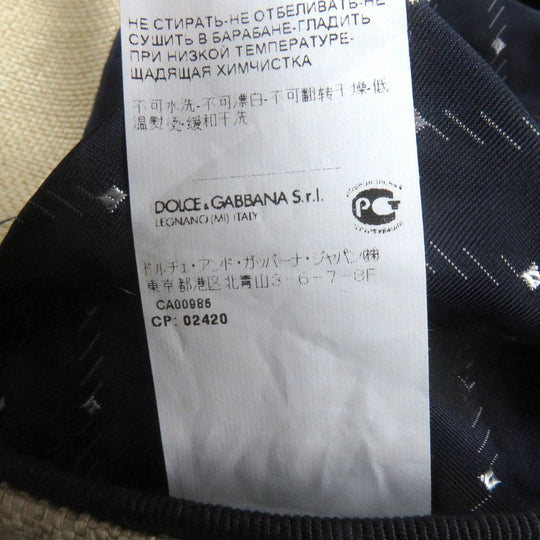 НЕ СТИРАТЬ-НЕ ОТБЕЛИВАТЬ-НЕ
СУШИТЬ В БАРАБАНЕ-ГЛАДИТЬ
ПРИ НИЗКОЙ ТЕМПЕРАТУРЕ-
ЩАДЯЩАЯ ХИМЧИСТКА
不可水洗-不可漂白-不可翻转干燥-低
温熨烫-缓和干洗
DOLCE & GABBANA S.r.l.
LEGNANO (MI) ITALY
РСТ
ドルチェ・アンド・ガッバーナ・ジャパン㈱
東京都港区北青山3-6-7-8F
CA00986
CP: 02420